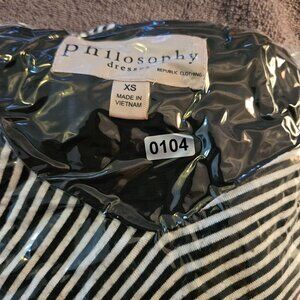 philosophy
dresses REPUBLIC CLOTHING
XS
MADE IN
VIETNAM
0104